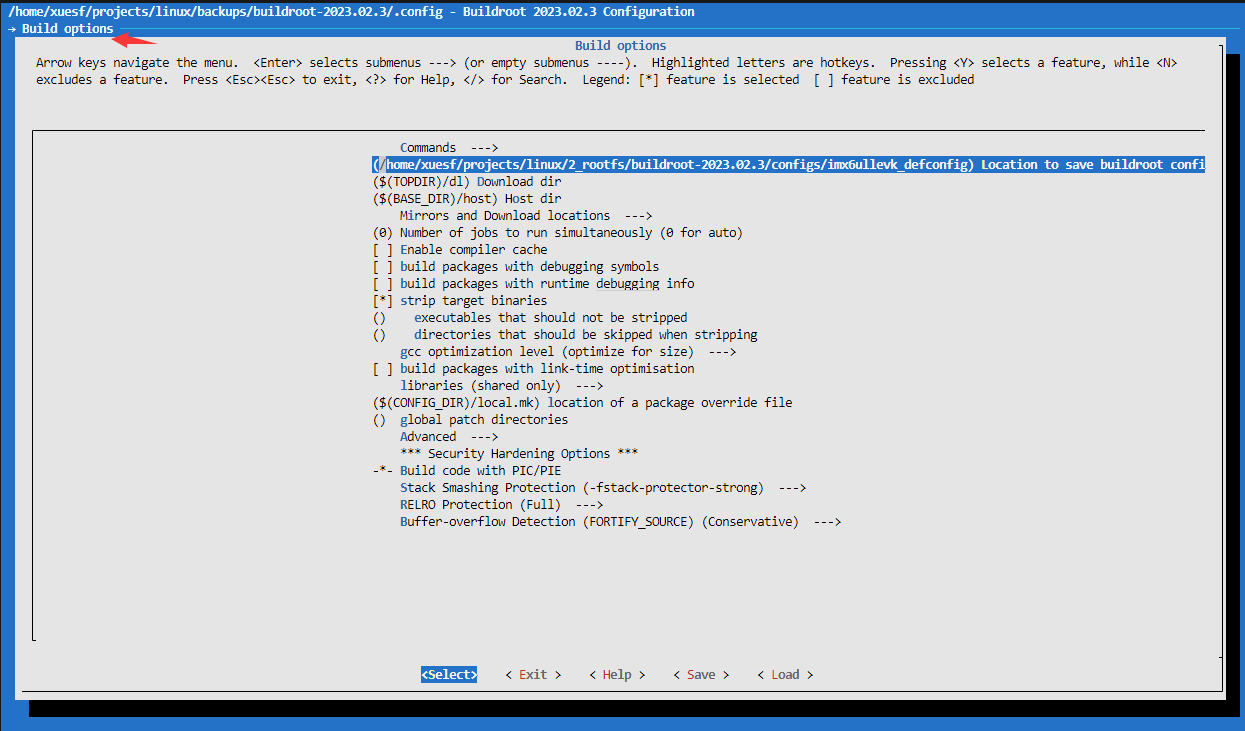 /home/xuesf/projects/linux/backups/buildroot-2023.02.3/.config - Buildroot 2023.02.3 Configuration
→ Build options
Build options
Arrow keys navigate the menu.  <Enter> selects submenus ---> (or empty submenus ----).  Highlighted letters are hotkeys.  Pressing <Y> selects a feature, while <N>
excludes a feature.  Press <Esc><Esc> to exit, <?> for Help, </> for Search.  Legend: [*] feature is selected  [ ] feature is excluded
Commands  --->
(/home/xuesf/projects/linux/2_rootfs/buildroot-2023.02.3/configs/imx6ullevk_defconfig) Location to save buildroot confi
($(TOPDIR)/dl) Download dir
($(BASE_DIR)/host) Host dir
Mirrors and Download locations  --->
(0) Number of jobs to run simultaneously (0 for auto)
[ ] Enable compiler cache
[ ] build packages with debugging symbols
[ ] build packages with runtime debugging info
[*] strip target binaries
()    executables that should not be stripped
()    directories that should be skipped when stripping
gcc optimization level (optimize for size)  --->
[ ] build packages with link-time optimisation
libraries (shared only)  --->
($(CONFIG_DIR)/local.mk) location of a package override file
()  global patch directories
Advanced  --->
*** Security Hardening Options ***
-*- Build code with PIC/PIE
Stack Smashing Protection (-fstack-protector-strong)  --->
RELRO Protection (Full)  --->
Buffer-overflow Detection (FORTIFY_SOURCE) (Conservative)  --->
<Select>    < Exit >    < Help >    < Save >    < Load >